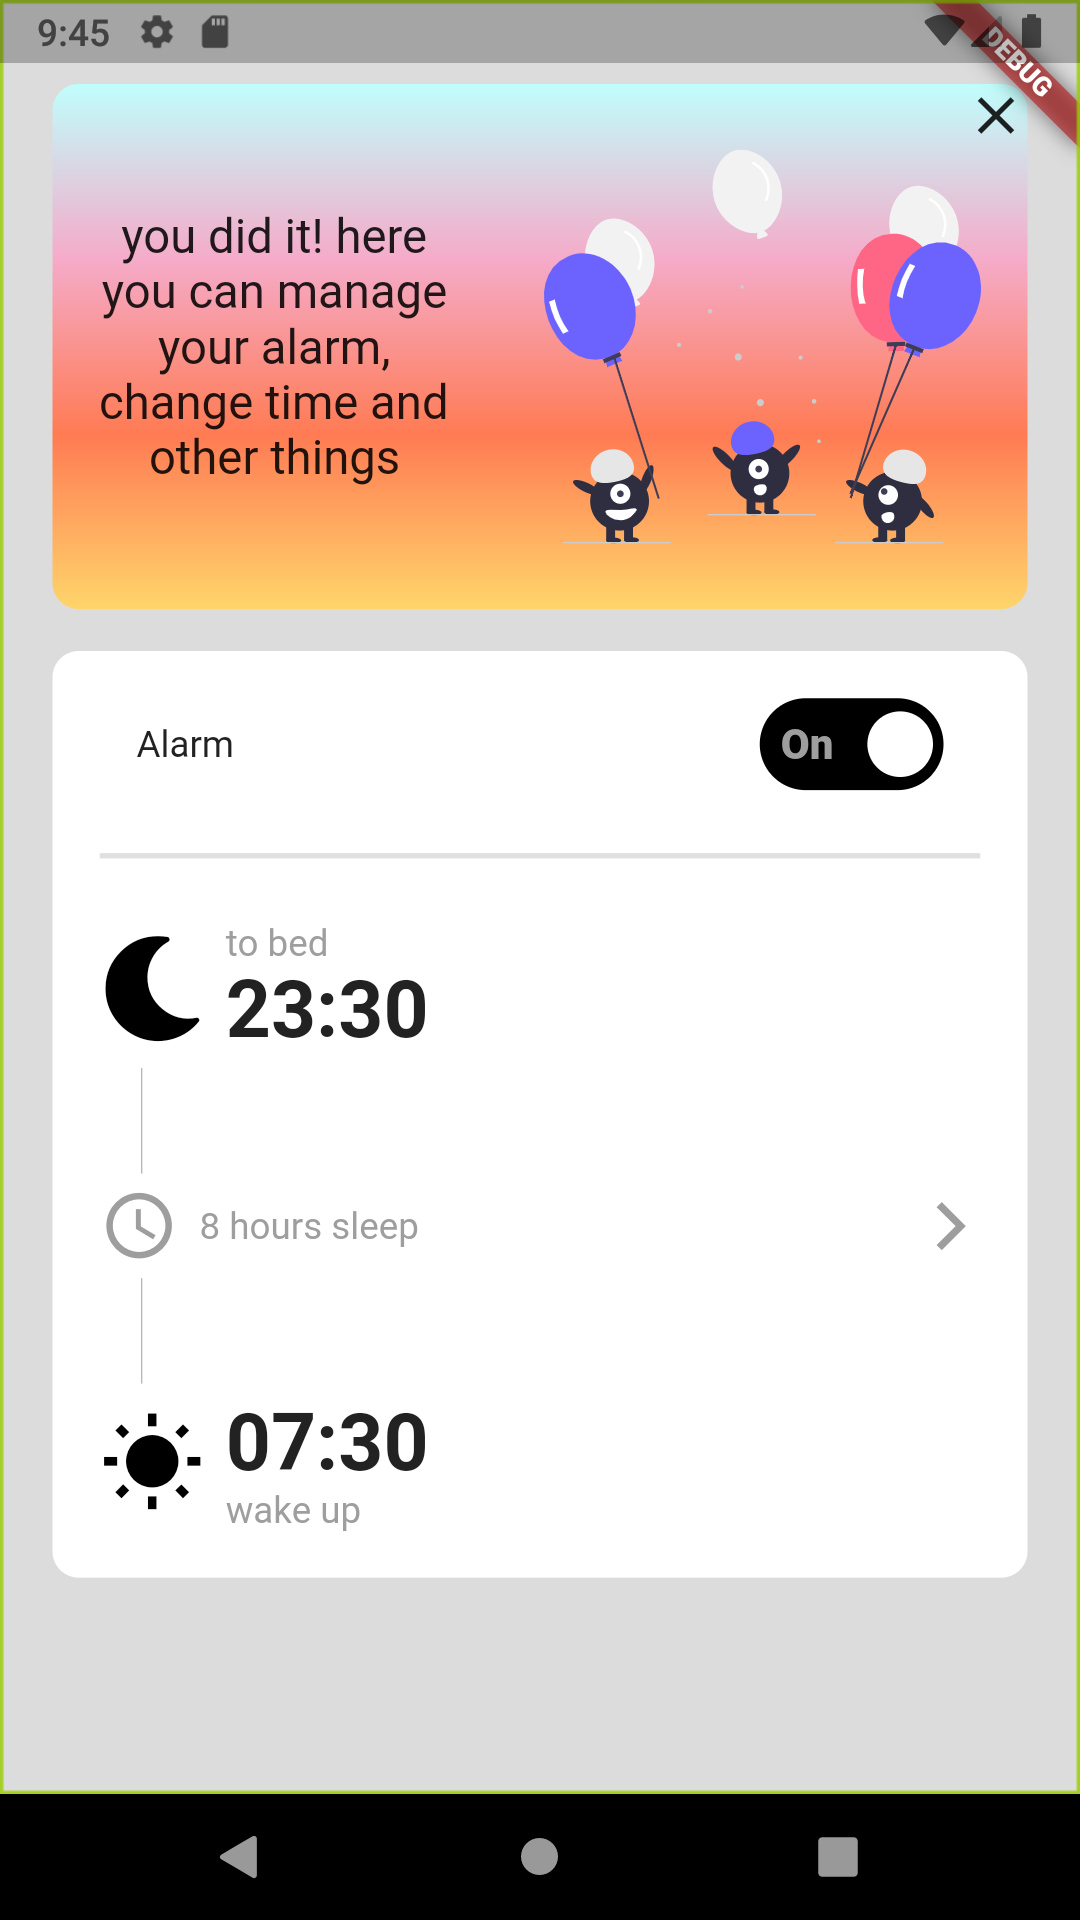 9:45
DEBUG
you did it! here
you can manage
your alarm,
change time and
other things
Alarm
On
to bed
23:30
8 hours sleep
07:30
wake up